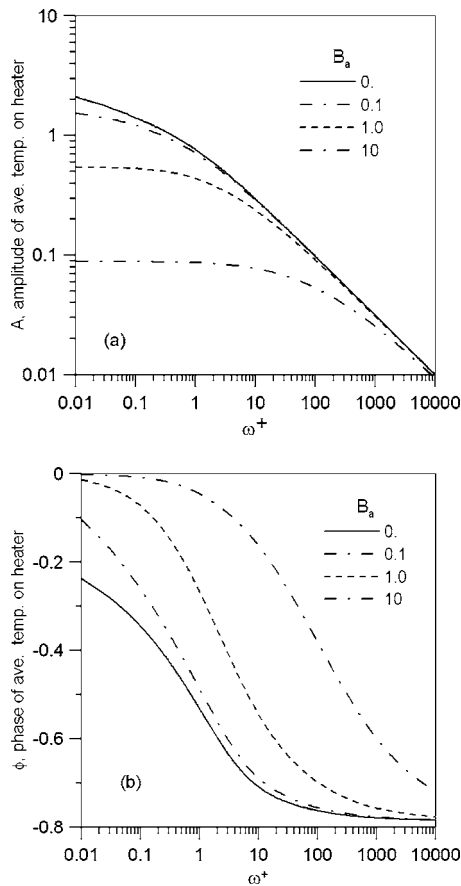 10
1
0.1
0.01
A, amplitude of ave. temp. on heater
Ba
0.
0.1
1.0
10
(a)
0.01 0.1 1 10 100 1000 10000
ω+
0
-0.2
-0.4
-0.6
-0.8
ϕ, phase of ave. temp. on heater
Ba
0.
0.1
1.0
10
(b)
0.01 0.1 1 10 100 1000 10000
ω+